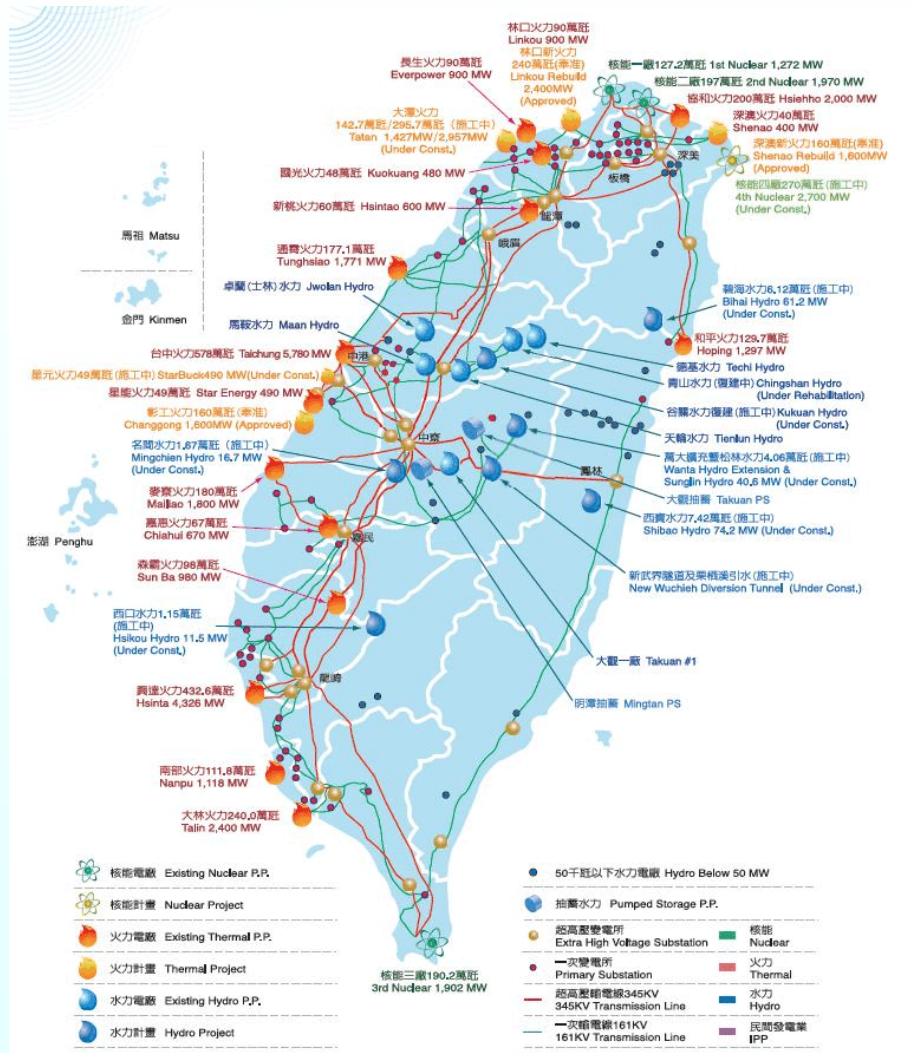 林口火力90萬瓩
Linkou 900 MW
林口新火力
240萬瓩(奉准)
Linkou Rebuild
2,400MW
(Approved)
核能一廠127.2萬瓩 1st Nuclear 1,272 MW
核能二廠197萬瓩 2nd Nuclear 1,970 MW
長生火力90萬瓩
Everpower 900 MW
協和火力200萬瓩 Hsiehho 2,000 MW
大潭火力
142.7萬瓩/295.7萬瓩 (施工中)
Tatan 1,427MW/2,957MW
(Under Const.)
深澳火力40萬瓩
Shenao 400 MW
深美
深澳新火力160萬瓩(奉准)
Shenao Rebuild 1,600MW
(Approved)
板橋
國光火力48萬瓩 Kuokuang 480 MW
核能四廠270萬瓩 (施工中)
4th Nuclear 2,700 MW
(Under Const.)
新桃火力60萬瓩 Hsintao 600 MW
龍潭
馬祖 Matsu
峨眉
通霄火力177.1萬瓩
Tunghsiao 1,771 MW
卓蘭(士林)水力 Jwolan Hydro
碧海水力6.12萬瓩 (施工中)
Bihai Hydro 61.2 MW
(Under Const.)
金門 Kinmen
馬鞍水力 Maan Hydro
和平火力129.7萬瓩
Hoping 1,297 MW
台中火力578萬瓩 Taichung 5,780 MW
中港
德基水力 Techi Hydro
星元火力49萬瓩 (施工中) StarBuck490 MW(Under Const.)
青山水力 (復建中) Chingshan Hydro
(Under Rehabilitation)
星能火力49萬瓩 Star Energy 490 MW
彰工火力160萬瓩(奉准)
Changgong 1,600MW (Approved)
谷關水力復建 (施工中) Kukuan Hydro
(Under Const.)
天輪水力 Tienlun Hydro
中寮
名間水力1.67萬瓩 (施工中)
Mingchien Hydro 16.7 MW
(Under Const.)
萬大擴充暨松林水力4.06萬瓩 (施工中)
Wanta Hydro Extension &
Sunglin Hydro 40.6 MW (Under Const.)
鳳林
大觀抽蓄 Takuan PS
麥寮火力180萬瓩
Mailiao 1,800 MW
西寶水力7.42萬瓩 (施工中)
Shibao Hydro 74.2 MW (Under Const.)
嘉惠火力67萬瓩
Chiahui 670 MW
嘉民
澎湖 Penghu
森霸火力98萬瓩
Sun Ba 980 MW
新武界隧道及栗栖溪引水 (施工中)
New Wuchieh Diversion Tunnel (Under Const.)
西口水力1.15萬瓩
(施工中)
Hsikou Hydro 11.5 MW
(Under Const.)
大觀一廠 Takuan #1
龍崎
興達火力432.6萬瓩
Hsinta 4,326 MW
明潭抽蓄 Mingtan PS
南部火力111.8萬瓩
Nanpu 1,118 MW
大林火力240.0萬瓩
Talin 2,400 MW
核能三廠190.2萬瓩
3rd Nuclear 1,902 MW
核能電廠 Existing Nuclear P.P.
核能計畫 Nuclear Project
火力電廠 Existing Thermal P.P.
火力計畫 Thermal Project
水力電廠 Existing Hydro P.P.
水力計畫 Hydro Project
50千瓩以下水力電廠 Hydro Below 50 MW
抽蓄水力 Pumped Storage P.P.
超高壓變電所
Extra High Voltage Substation
核能
Nuclear
一次變電所
Primary Substation
火力
Thermal
超高壓輸電線345KV
345KV Transmission Line
水力
Hydro
一次輸電線161KV
161KV Transmission Line
民間發電業
IPP